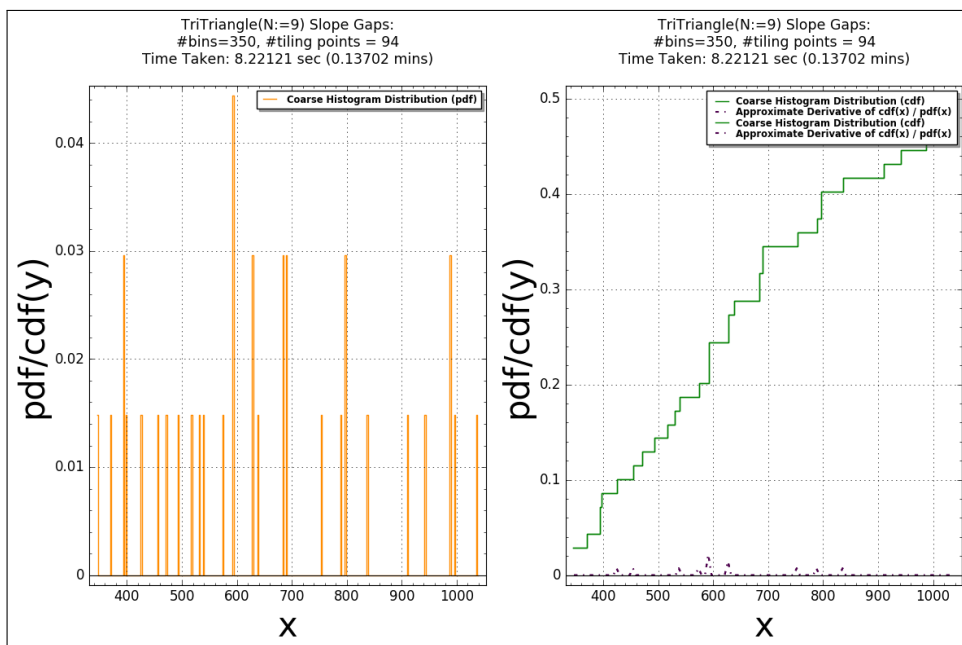 TriTriangle(N:=9) Slope Gaps:
#bins=350, #tiling points = 94
Time Taken: 8.22121 sec (0.13702 mins)
Coarse Histogram Distribution (pdf)
pdf/cdf(y)
0.04
0.03
0.02
0.01
0
400
500
600
700
800
900
1000
x
TriTriangle(N:=9) Slope Gaps:
#bins=350, #tiling points = 94
Time Taken: 8.22121 sec (0.13702 mins)
Coarse Histogram Distribution (cdf)
Approximate Derivative of cdf(x) / pdf(x)
Coarse Histogram Distribution (cdf)
Approximate Derivative of cdf(x) / pdf(x)
pdf/cdf(y)
0.5
0.4
0.3
0.2
0.1
0
400
500
600
700
800
900
1000
x